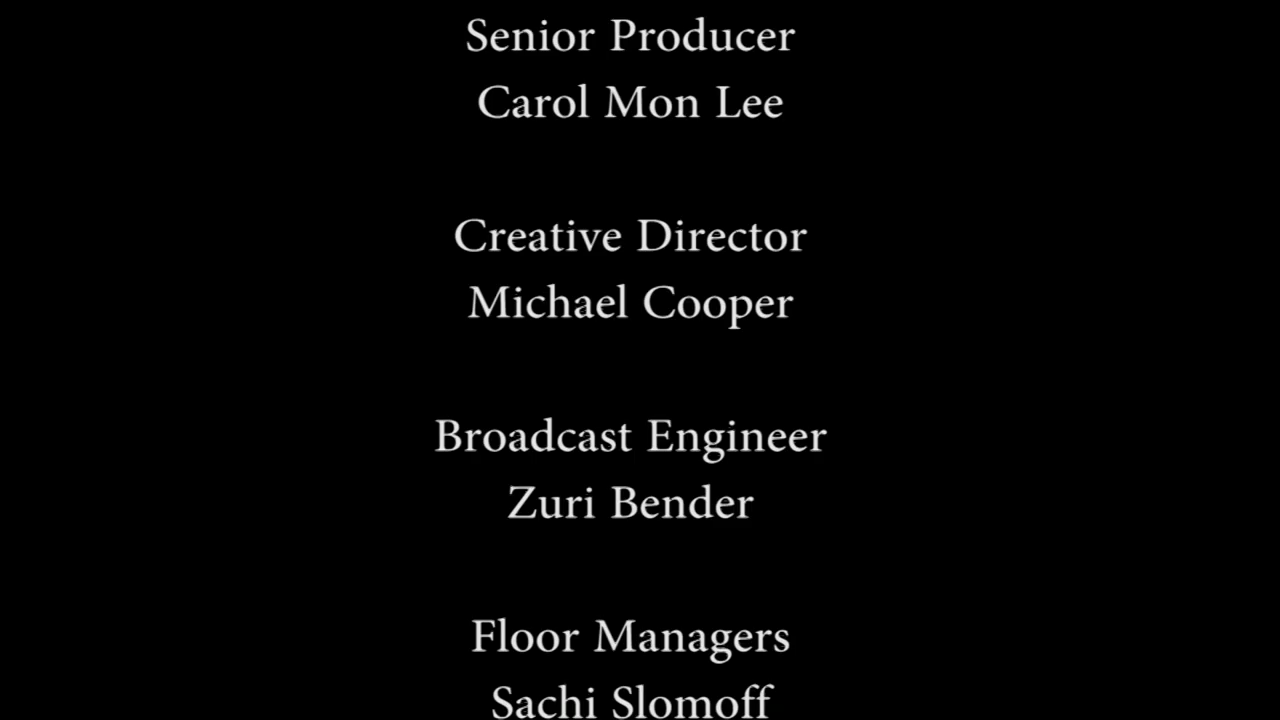 Senior Producer
Carol Mon Lee
Creative Director
Michael Cooper
Broadcast Engineer
Zuri Bender
Floor Managers
Sachi Slomoff